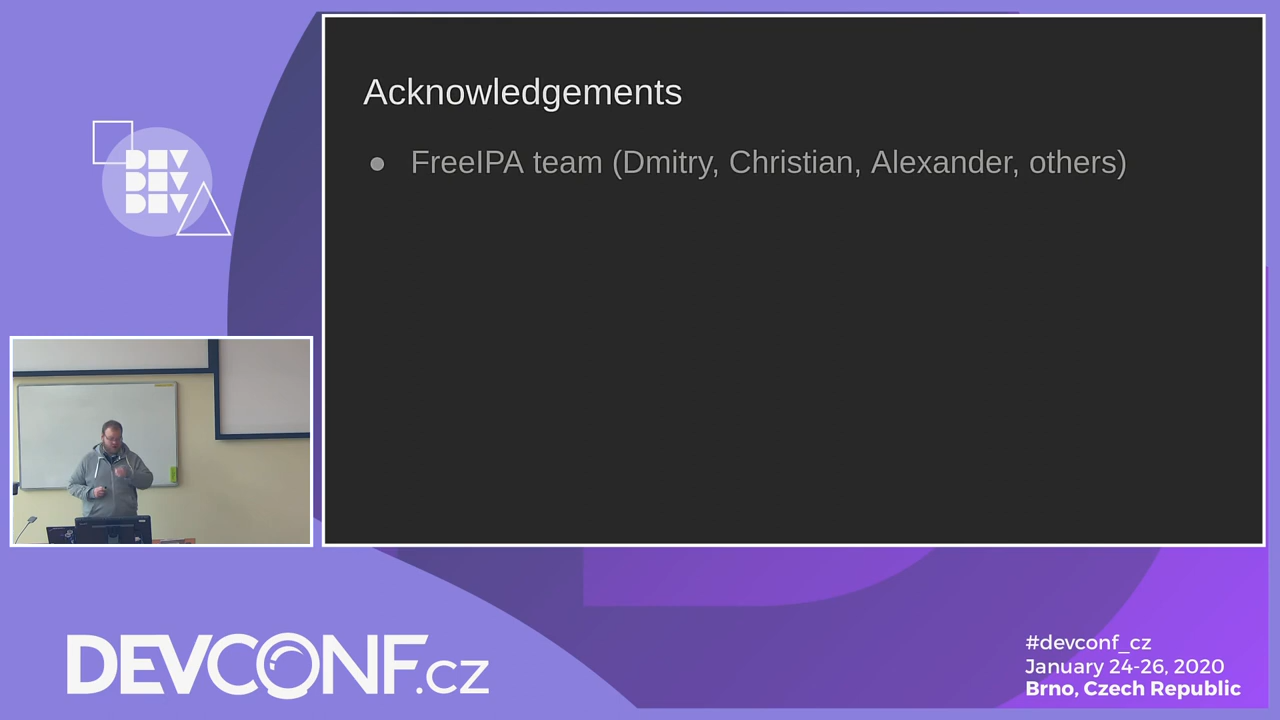 Acknowledgements
● FreeIPA team (Dmitry, Christian, Alexander, others)
DEV
DEV
DEV
DEVCONF.cz
#devconf_cz
January 24-26, 2020
Brno, Czech Republic